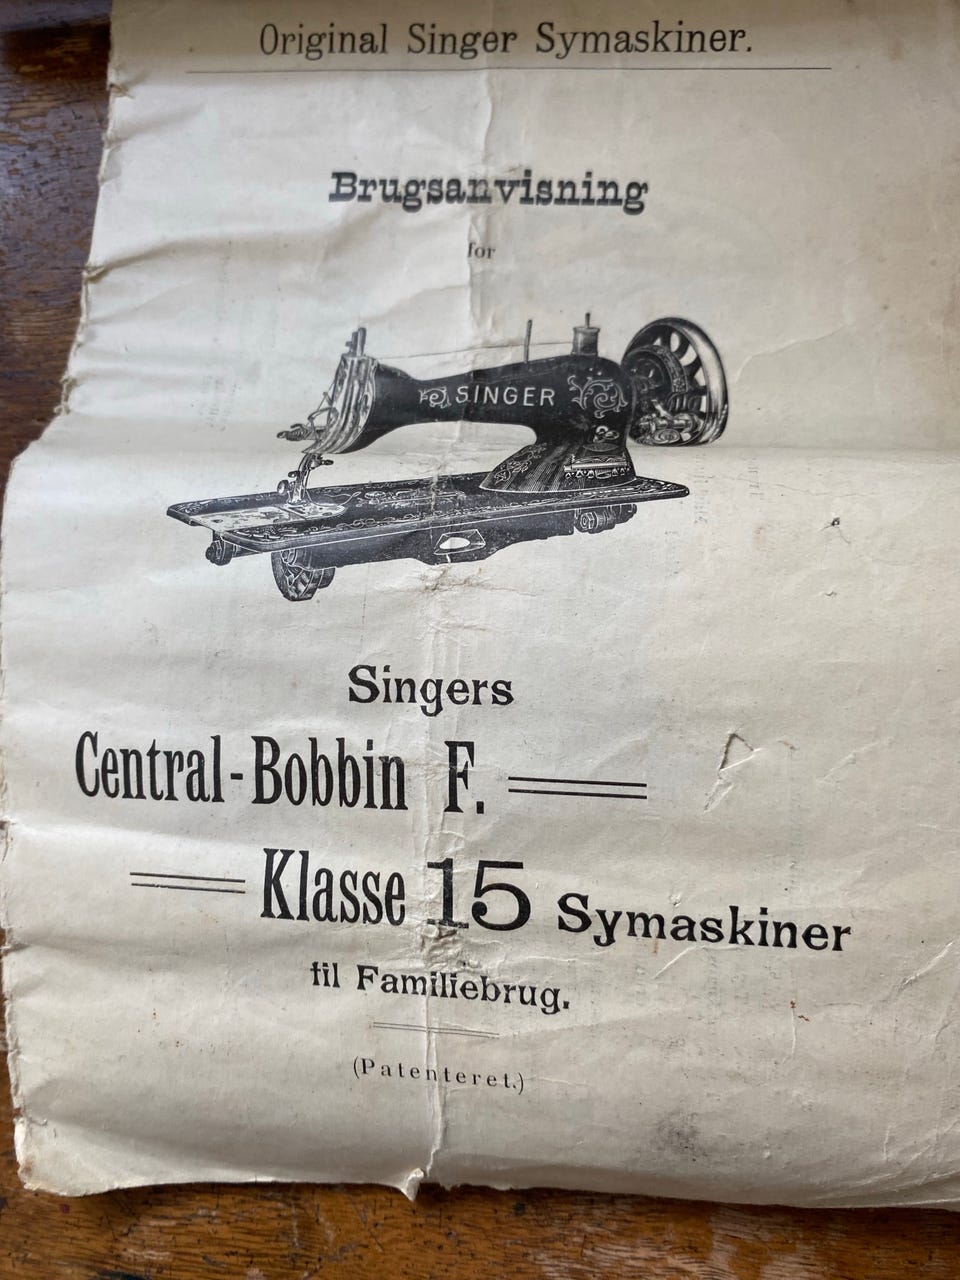 Original Singer Symaskiner.
Brugsanvisning
for
SINGER
Singers
Central-Bobbin F.
Klasse 15 Symaskiner
til Familiebrug.
(Patenteret.)